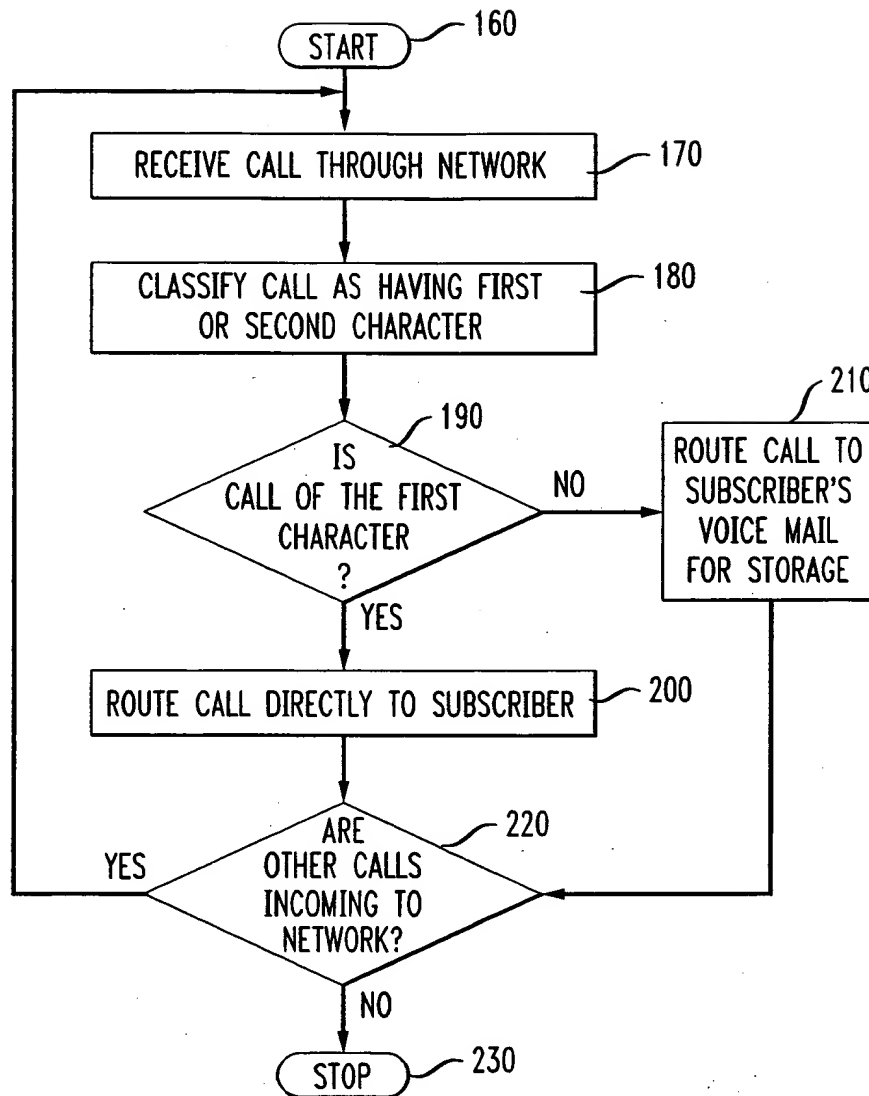 START
160
RECEIVE CALL THROUGH NETWORK
170
CLASSIFY CALL AS HAVING FIRST
OR SECOND CHARACTER
180
190
IS
CALL OF THE FIRST
CHARACTER
?
NO
YES
210
ROUTE CALL TO
SUBSCRIBER'S
VOICE MAIL
FOR STORAGE
ROUTE CALL DIRECTLY TO SUBSCRIBER
200
220
ARE
OTHER CALLS
INCOMING TO
NETWORK?
YES
NO
STOP
230